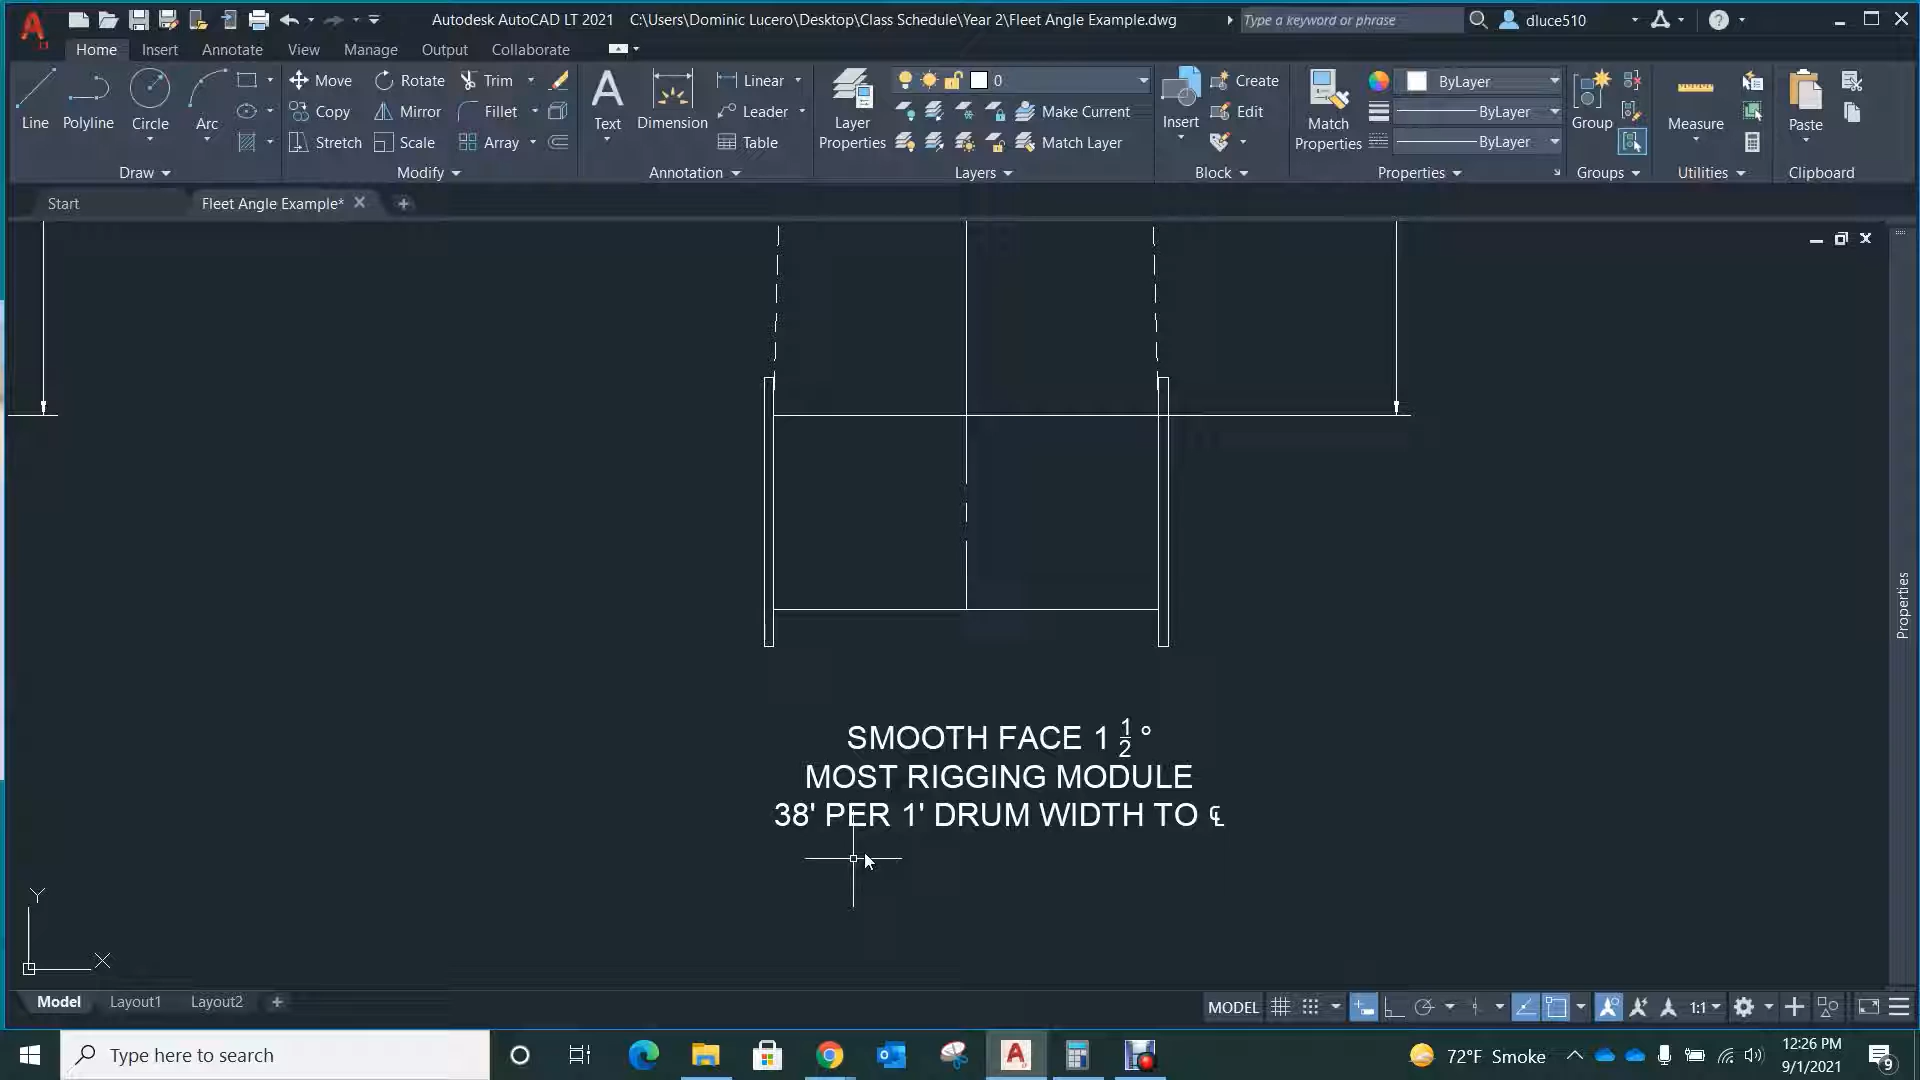 Autodesk AutoCAD LT 2021 C:\Users\Dominic Lucero\Desktop\Class Schedule\Year 2\Fleet Angle Example.dwg Type a keyword or phrase dluce510
Home Insert Annotate View Manage Output Collaborate
Move Rotate Trim Linear 0 Create ByLayer
Copy Mirror Fillet Leader Make Current Edit ByLayer
Line Polyline Circle Arc Text Dimension Layer Properties Insert Match Properties Group Measure Paste
Stretch Scale Array Table Match Layer ByLayer
Draw Modify Annotation Layers Block Properties Groups Utilities Clipboard
Start Fleet Angle Example*
Properties
SMOOTH FACE 1 1/2 °
MOST RIGGING MODULE
38' PER 1' DRUM WIDTH TO ℄
Y
X
Model Layout1 Layout2 MODEL 1:1
Type here to search 72°F Smoke 12:26 PM
9/1/2021
9